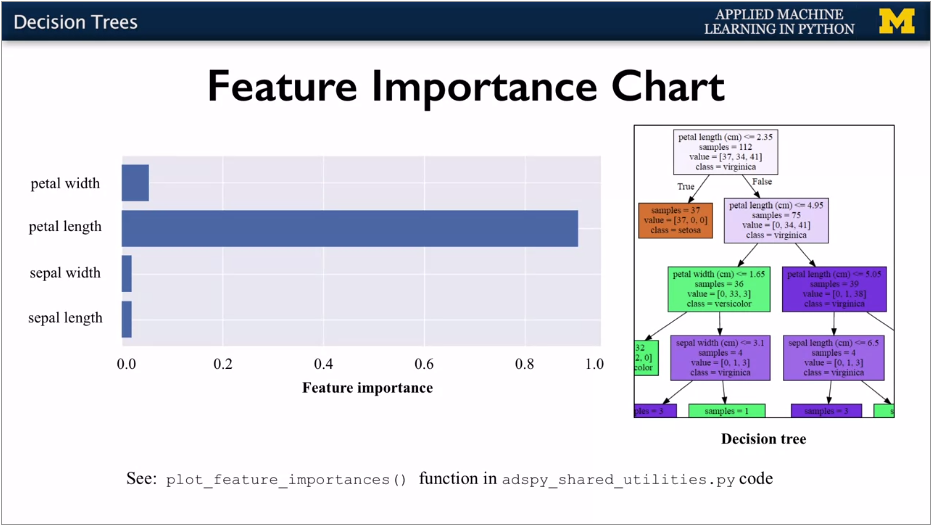 Decision Trees
APPLIED MACHINE
LEARNING IN PYTHON
M
Feature Importance Chart
petal width
petal length
sepal width
sepal length
0.0 0.2 0.4 0.6 0.8 1.0
Feature importance
petal length (cm) <= 2.35
samples = 112
value = [37, 34, 41]
class = virginica
True
False
samples = 37
value = [37, 0, 0]
class = setosa
petal length (cm) <= 4.95
samples = 75
value = [0, 34, 41]
class = virginica
petal width (cm) <= 1.65
samples = 36
value = [0, 33, 3]
class = versicolor
petal length (cm) <= 5.05
samples = 39
value = [0, 1, 38]
class = virginica
32
2, 0]
color
sepal width (cm) <= 3.1
samples = 4
value = [0, 1, 3]
class = virginica
sepal length (cm) <= 6.5
samples = 4
value = [0, 1, 3]
class = virginica
ples = 3
samples = 1
samples = 3
s
Decision tree
See: plot_feature_importances() function in adspy_shared_utilities.py code